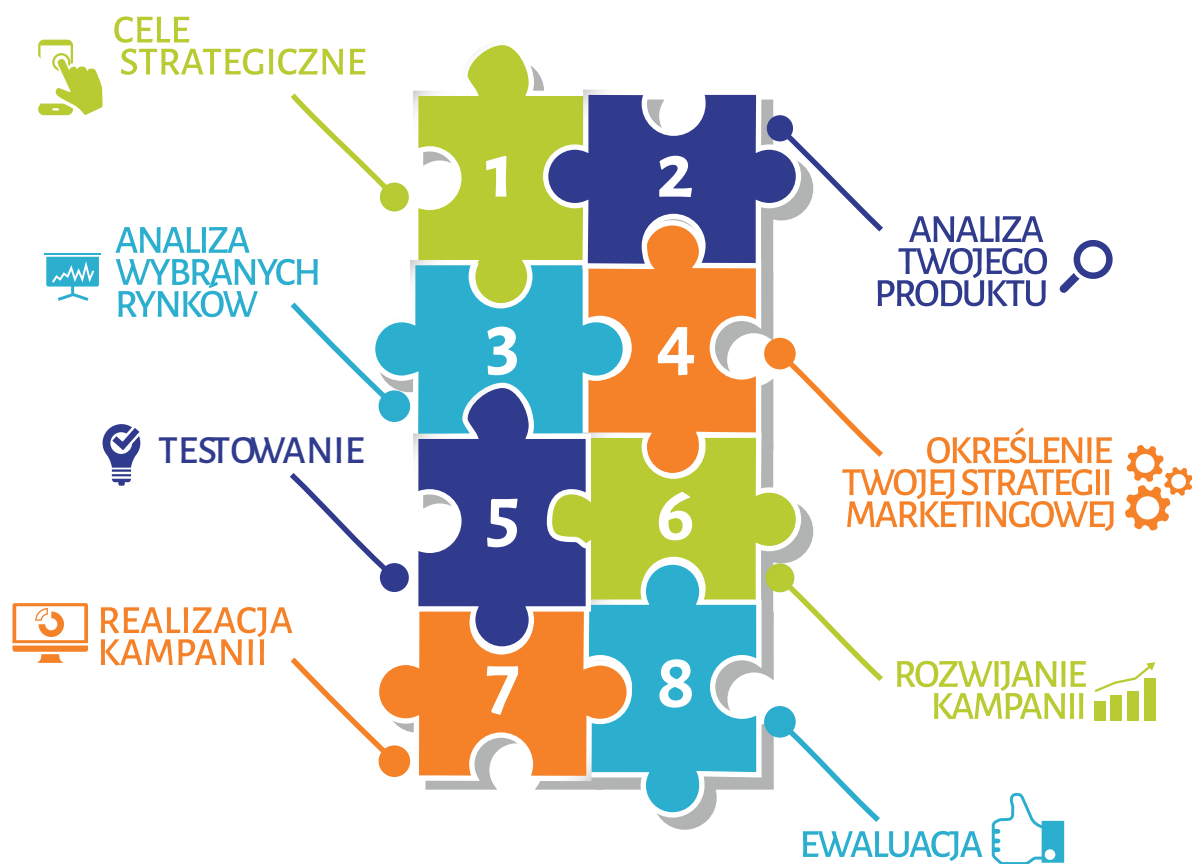 CELE
STRATEGICZNE
1
2
ANALIZA
TWOJEGO
PRODUKTU
ANALIZA
WYBRANYCH
RYNKÓW
3
4
OKREŚLENIE
TWOJEJ STRATEGII
MARKETINGOWEJ
TESTOWANIE
5
6
ROZWIJANIE
KAMPANII
REALIZACJA
KAMPANII
7
8
EWALUACJA